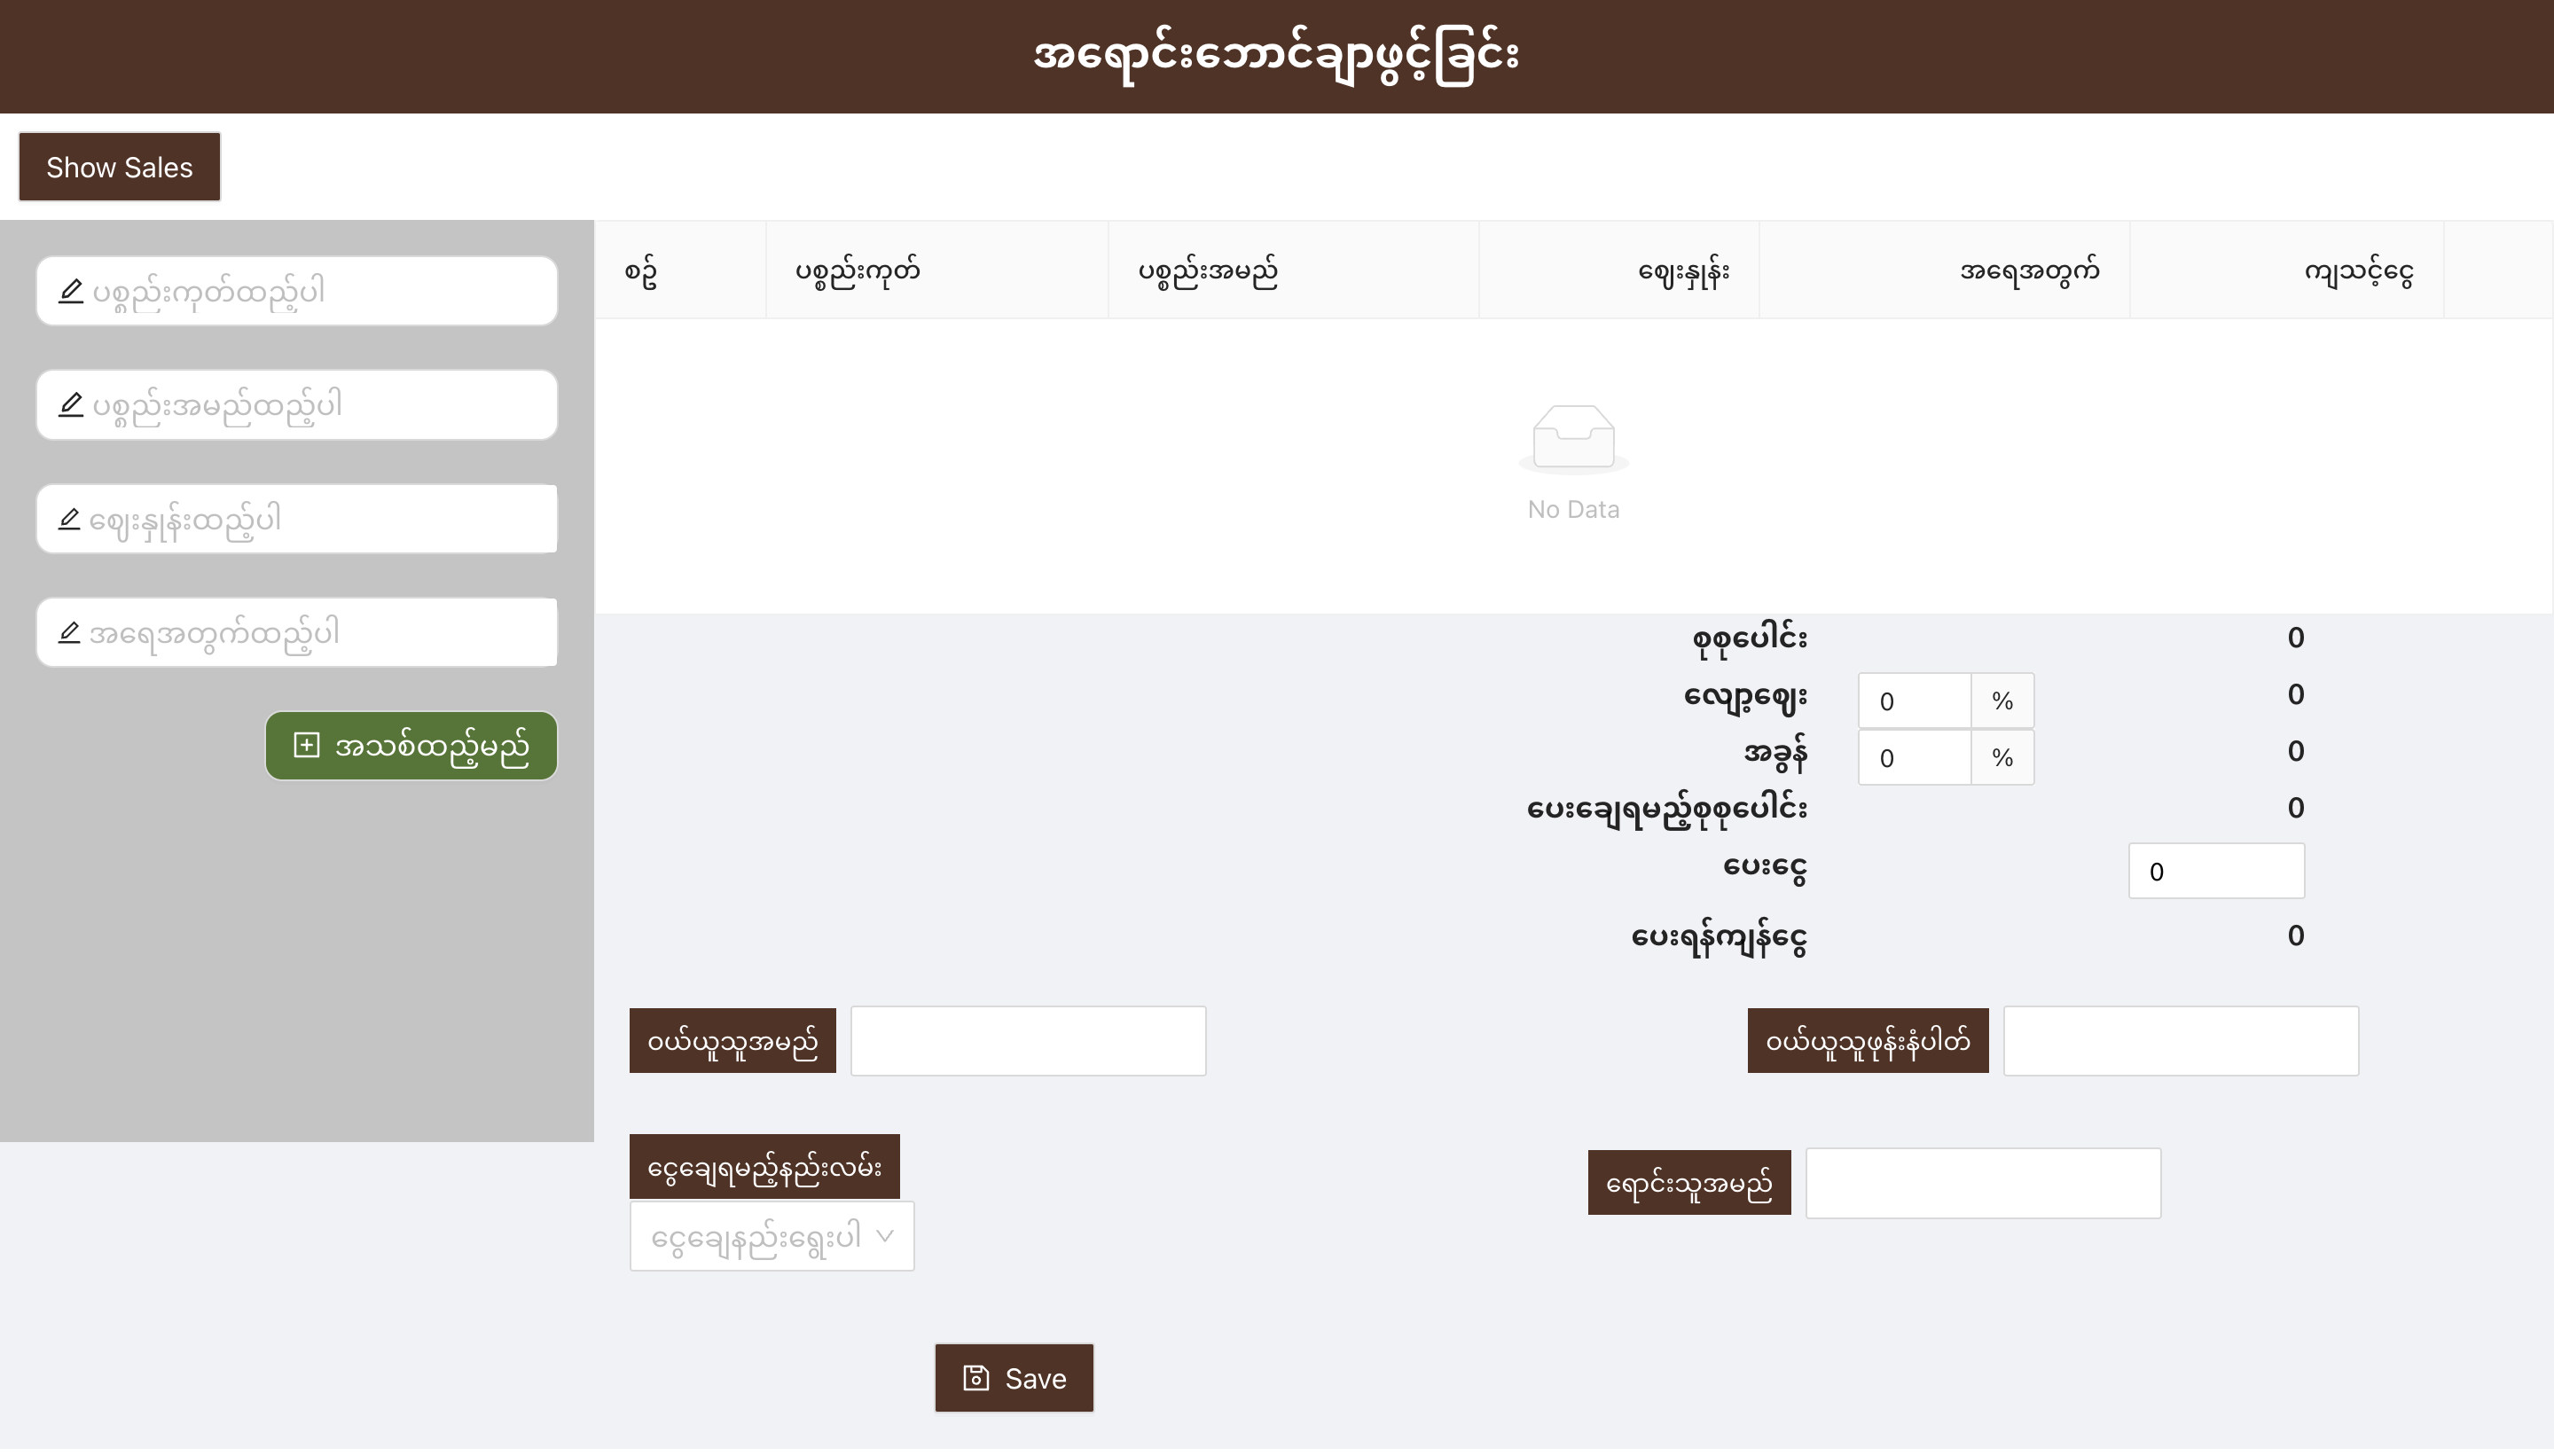 အရောင်းဘောင်ချာဖွင့်ခြင်း
Show Sales
ပစ္စည်းကုတ်ထည့်ပါ
ပစ္စည်းအမည်ထည့်ပါ
ဈေးနှုန်းထည့်ပါ
အရေအတွက်ထည့်ပါ
အသစ်ထည့်မည်
စဉ် ပစ္စည်းကုတ် ပစ္စည်းအမည် ဈေးနှုန်း အရေအတွက် ကျသင့်ငွေ
No Data
စုစုပေါင်း 0
လျော့ဈေး 0 % 0
အခွန် 0 % 0
ပေးချေရမည့်စုစုပေါင်း 0
ပေးငွေ 0
ပေးရန်ကျန်ငွေ 0
ဝယ်ယူသူအမည် ဝယ်ယူသူဖုန်းနံပါတ်
ငွေချေရမည့်နည်းလမ်း ရောင်းသူအမည်
ငွေချေနည်းရွေးပါ
Save